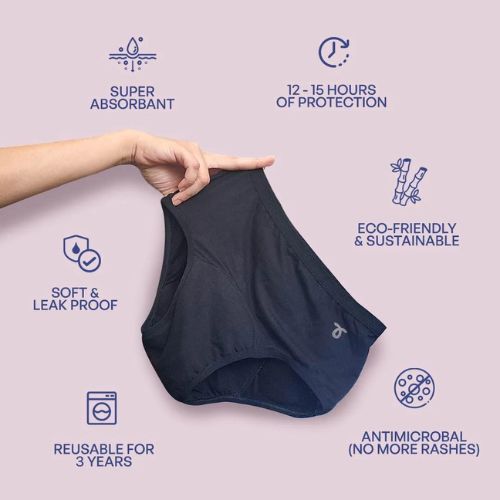 SUPER
ABSORBANT
12 - 15 HOURS
OF PROTECTION
ECO-FRIENDLY
& SUSTAINABLE
SOFT &
LEAK PROOF
REUSABLE FOR
3 YEARS
ANTIMICROBAL
(NO MORE RASHES)